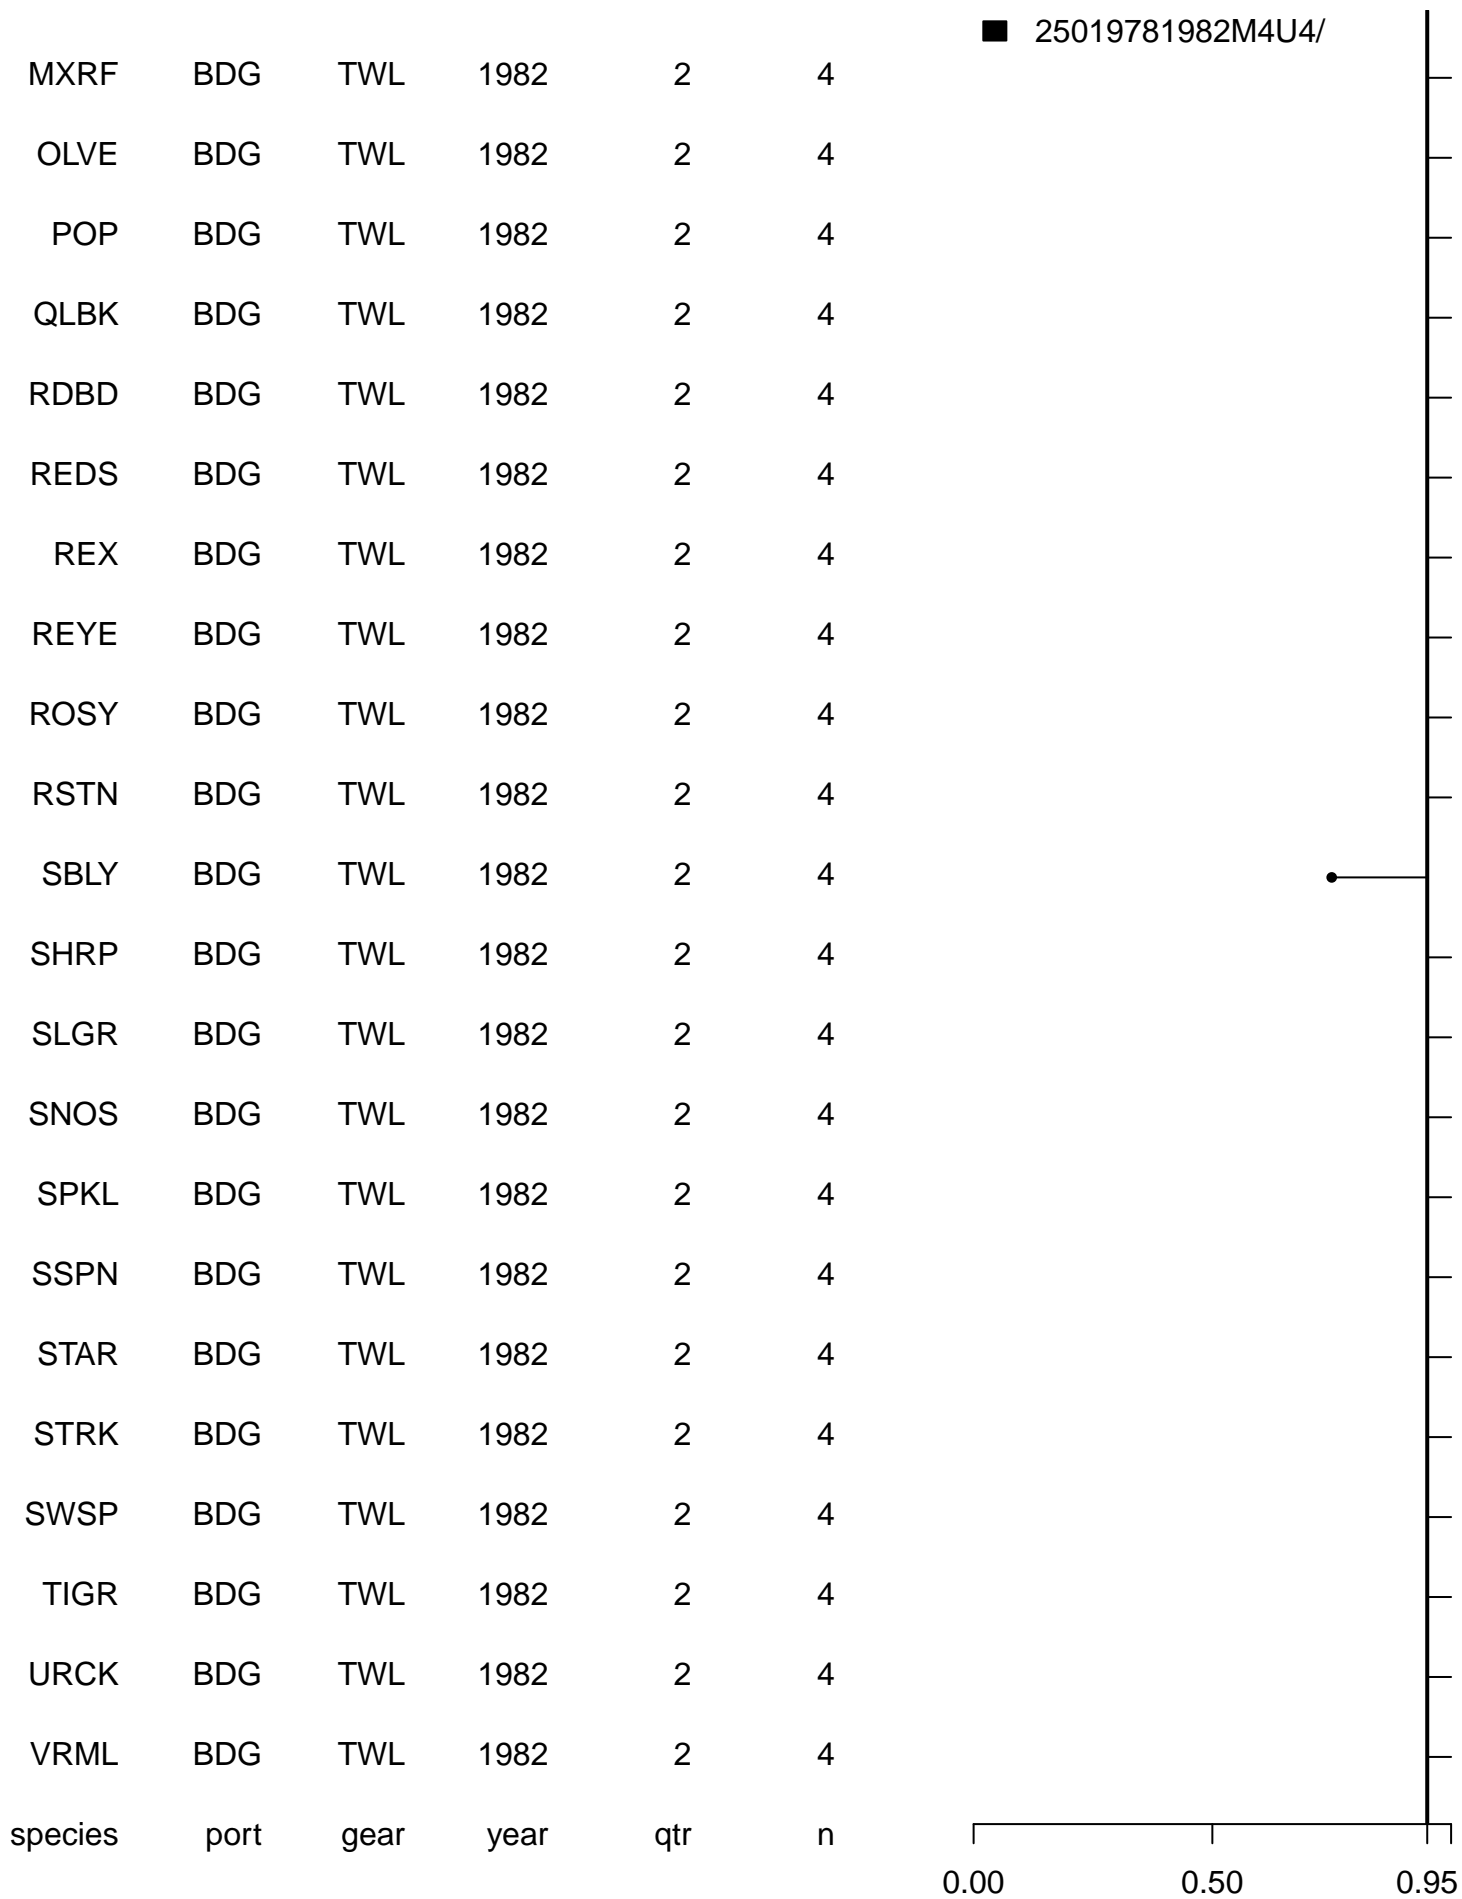 25019781982M4U4/
MXRF BDG TWL 1982 2 4
OLVE BDG TWL 1982 2 4
POP BDG TWL 1982 2 4
QLBK BDG TWL 1982 2 4
RDBD BDG TWL 1982 2 4
REDS BDG TWL 1982 2 4
REX BDG TWL 1982 2 4
REYE BDG TWL 1982 2 4
ROSY BDG TWL 1982 2 4
RSTN BDG TWL 1982 2 4
SBLY BDG TWL 1982 2 4
SHRP BDG TWL 1982 2 4
SLGR BDG TWL 1982 2 4
SNOS BDG TWL 1982 2 4
SPKL BDG TWL 1982 2 4
SSPN BDG TWL 1982 2 4
STAR BDG TWL 1982 2 4
STRK BDG TWL 1982 2 4
SWSP BDG TWL 1982 2 4
TIGR BDG TWL 1982 2 4
URCK BDG TWL 1982 2 4
VRML BDG TWL 1982 2 4
species port gear year qtr n
0.00 0.50 0.95